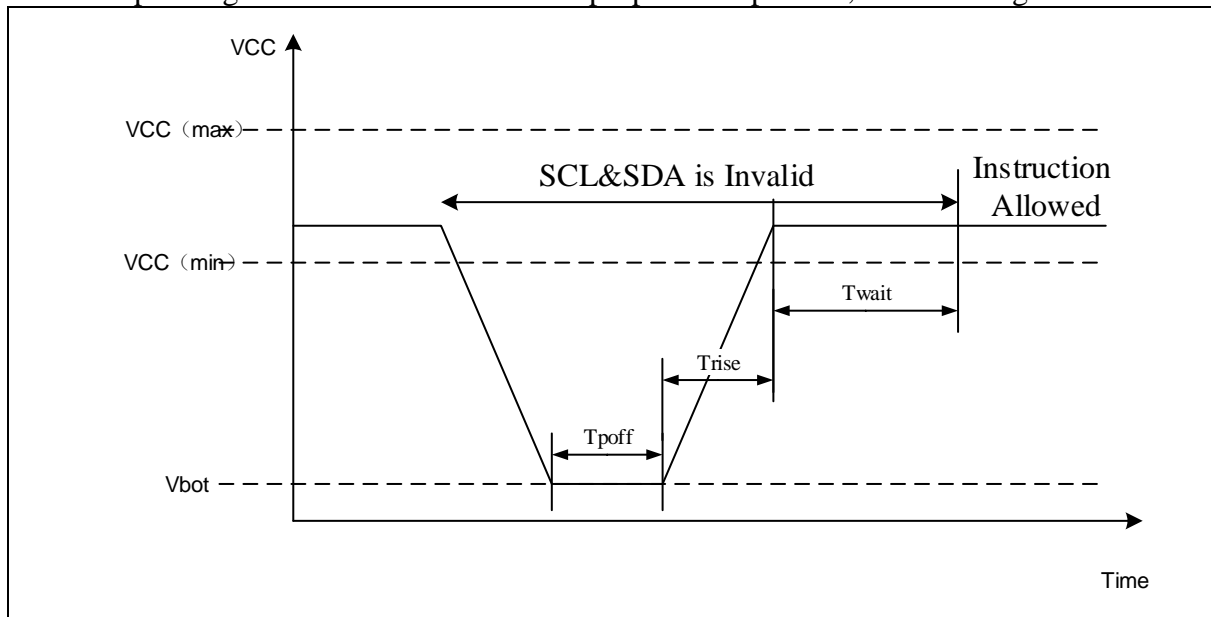 VCC
VCC（max）
SCL&SDA is Invalid
Instruction
Allowed
VCC（min）
Twait
Trise
Tpoff
Vbot
Time